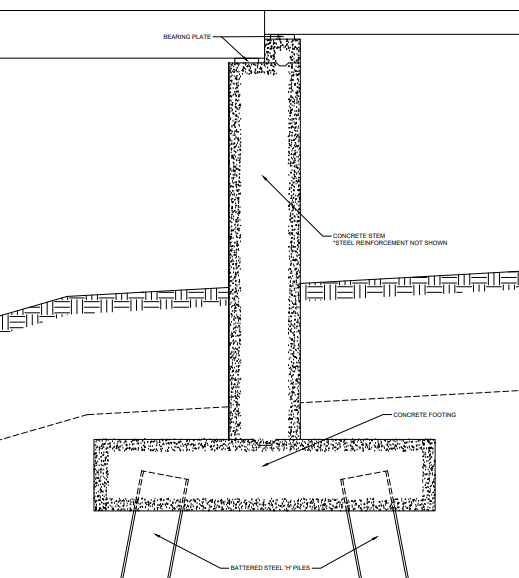 BEARING PLATE
CONCRETE STEM
*STEEL REINFORCEMENT NOT SHOWN
CONCRETE FOOTING
BATTERED STEEL 'H' PILES